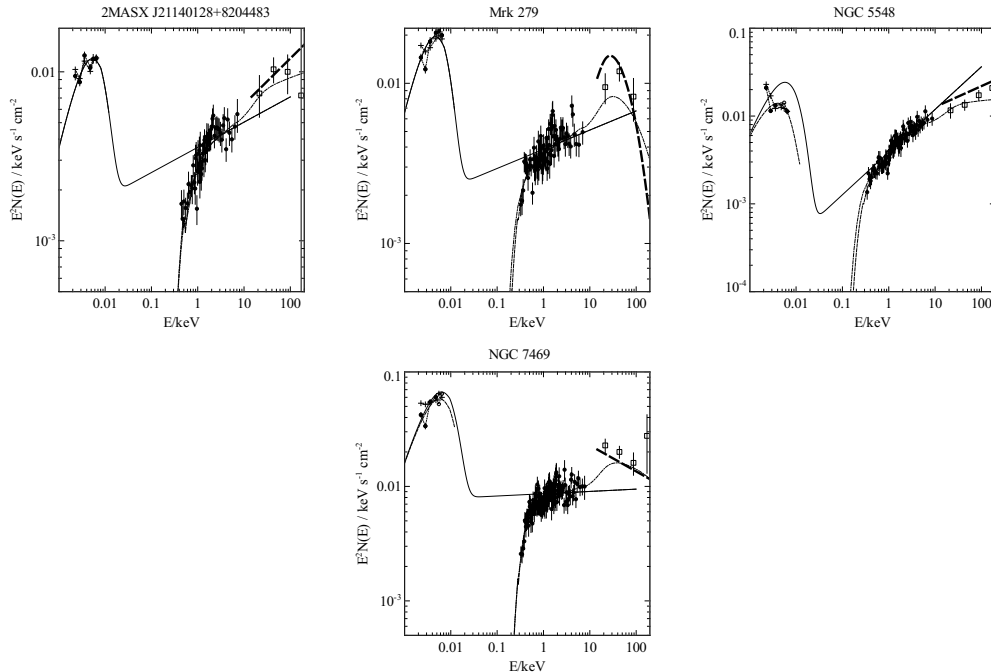 2MASX J21140128+8204483
Mrk 279
NGC 5548
E²N(E) / keV s⁻¹ cm⁻²
0.01
10⁻³
0.01
0.1
1
10
100
E/keV
E²N(E) / keV s⁻¹ cm⁻²
0.01
10⁻³
0.01
0.1
1
10
100
E/keV
E²N(E) / keV s⁻¹ cm⁻²
0.1
0.01
10⁻³
10⁻⁴
0.01
0.1
1
10
100
E/keV
NGC 7469
E²N(E) / keV s⁻¹ cm⁻²
0.1
0.01
10⁻³
0.01
0.1
1
10
100
E/keV